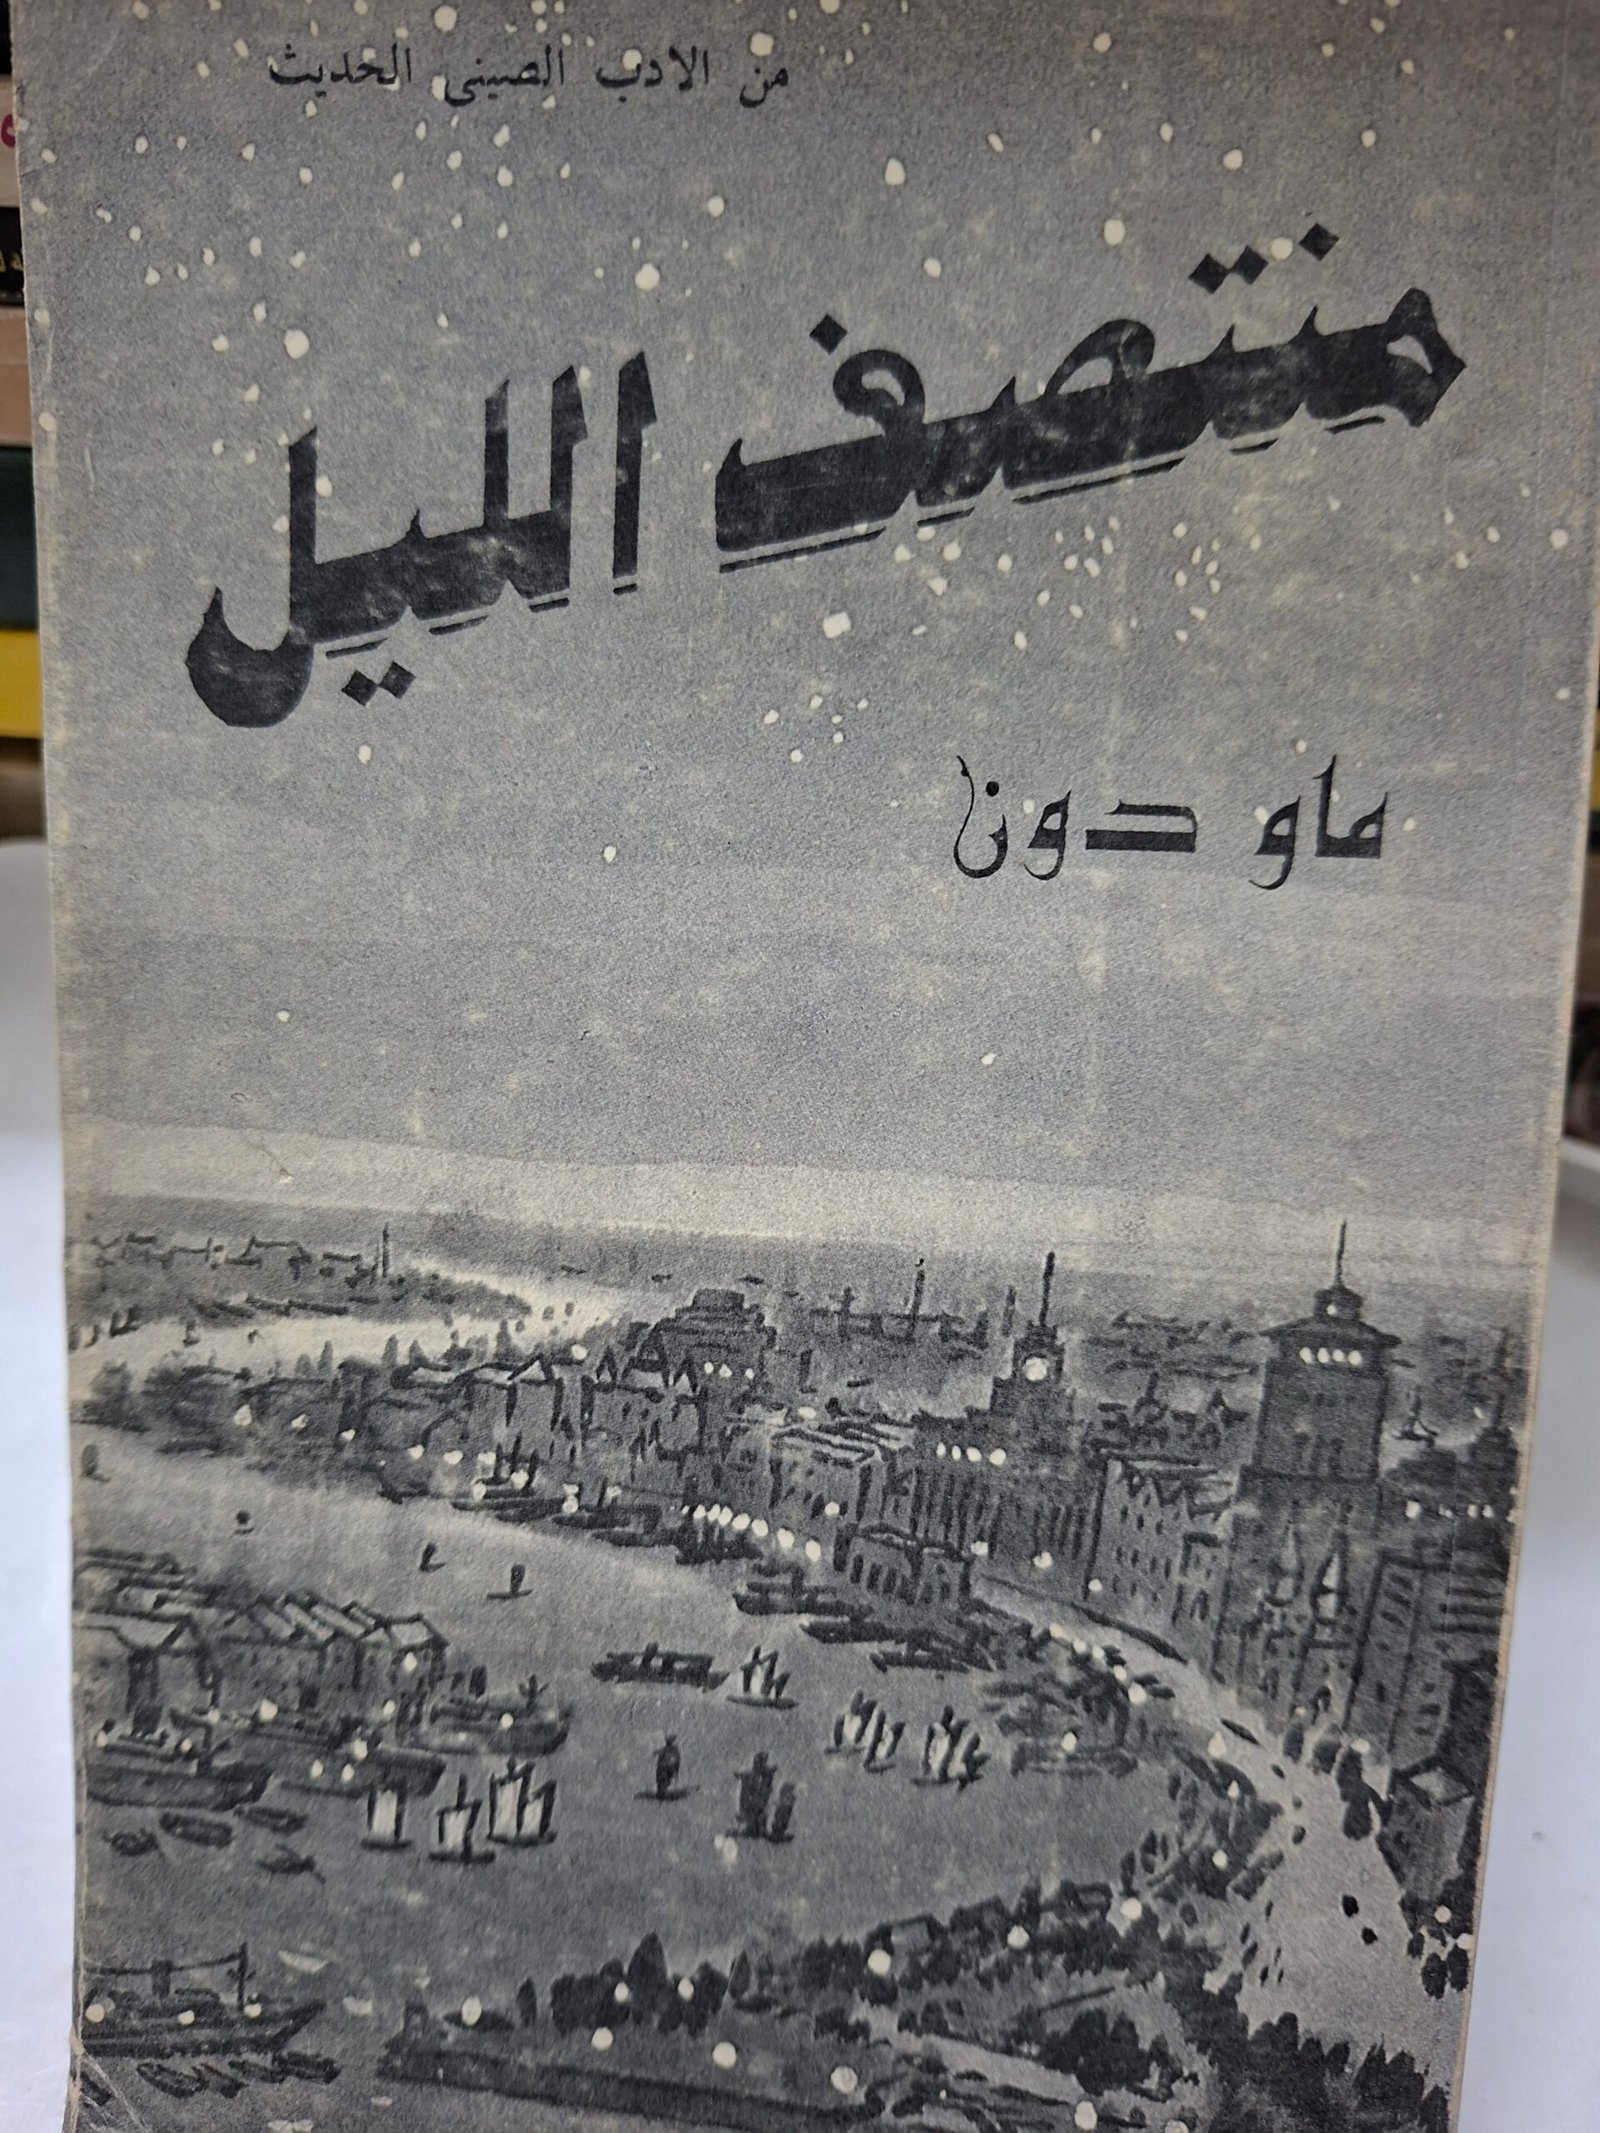 من الادب الصينى الحديث
منتصف الليل
ماو دون